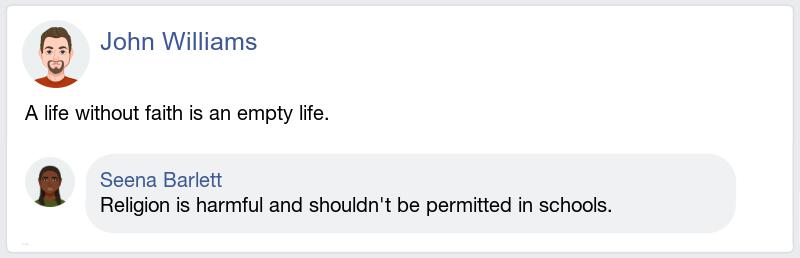 John Williams
A life without faith is an empty life.
Seena Barlett
Religion is harmful and shouldn't be permitted in schools.